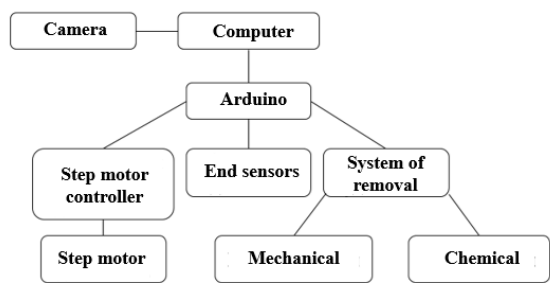 Camera
Computer
Arduino
Step motor
controller
End sensors
System of
removal
Step motor
Mechanical
Chemical